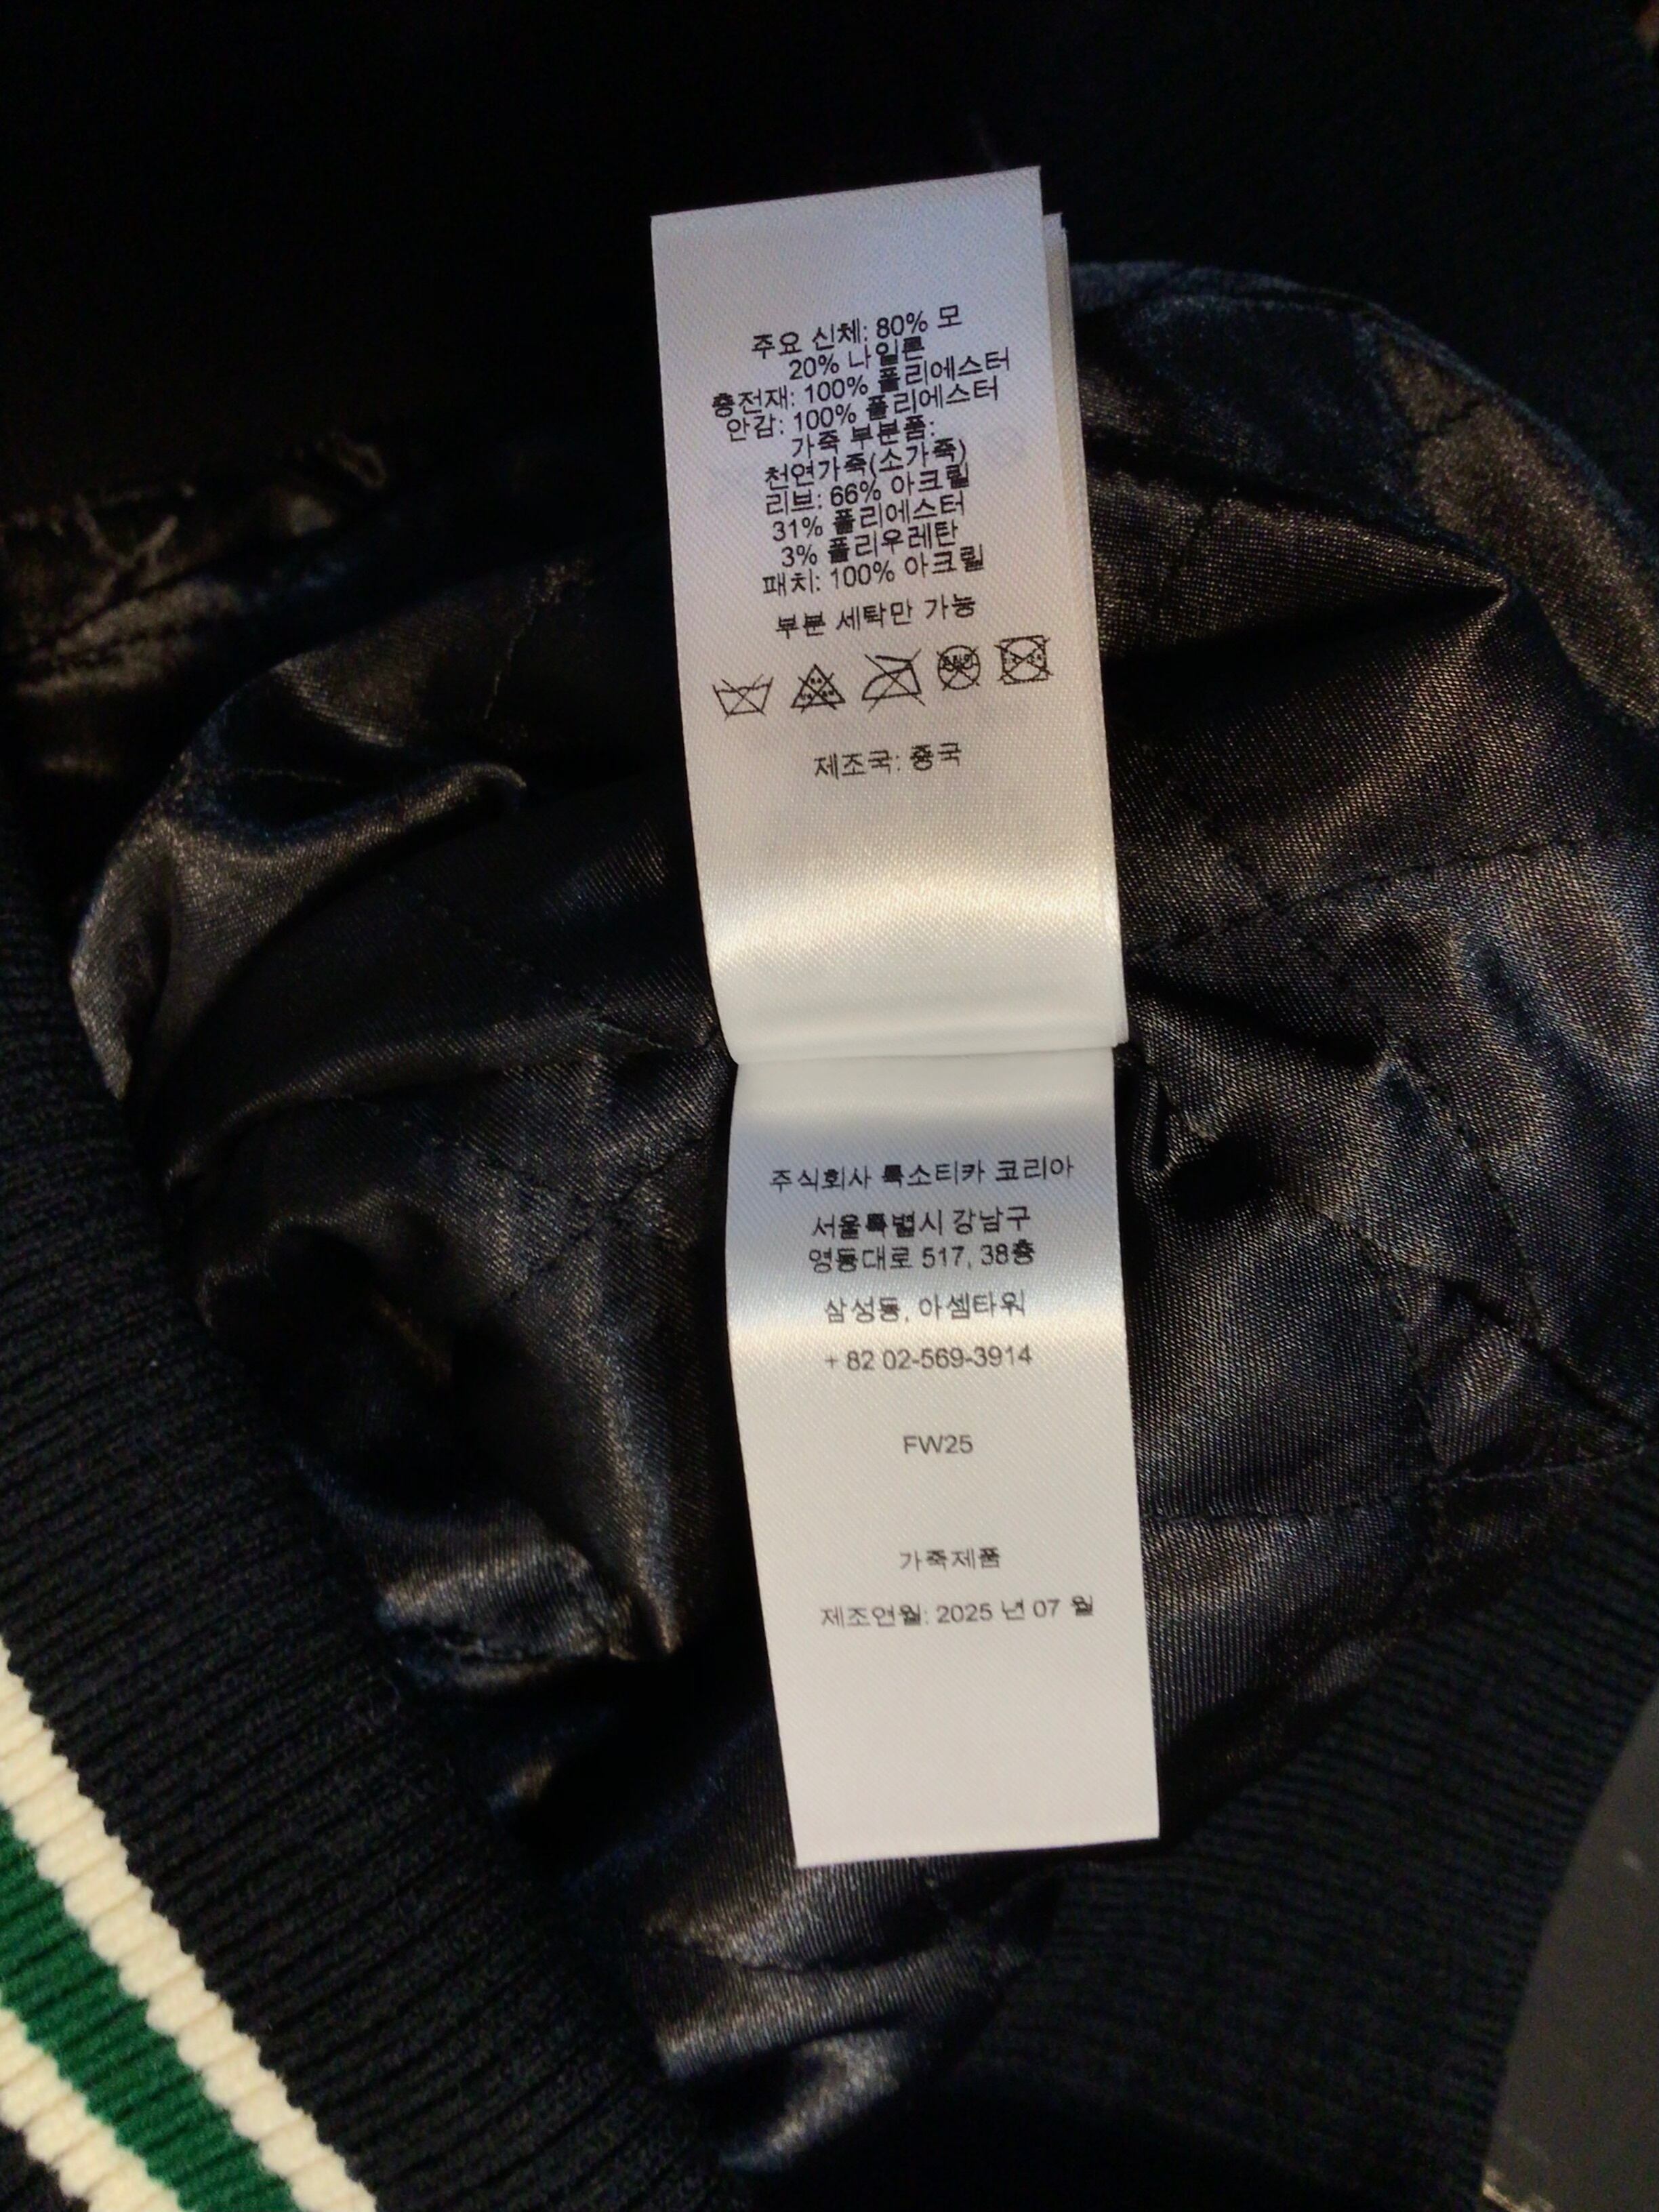 주요 신체: 80% 모
20% 나일론
충전재: 100% 폴리에스터
안감: 100% 폴리에스터
가죽 부분품:
천연가죽(소가죽)
리브: 66% 아크릴
31% 폴리에스터
3% 폴리우레탄
패치: 100% 아크릴
부분 세탁만 가능
제조국: 중국
주식회사 룩소티카 코리아
서울특별시 강남구
영동대로 517, 38층
삼성동, 아셈타워
+ 82 02-569-3914
FW25
가죽제품
제조연월: 2025 년 07 월